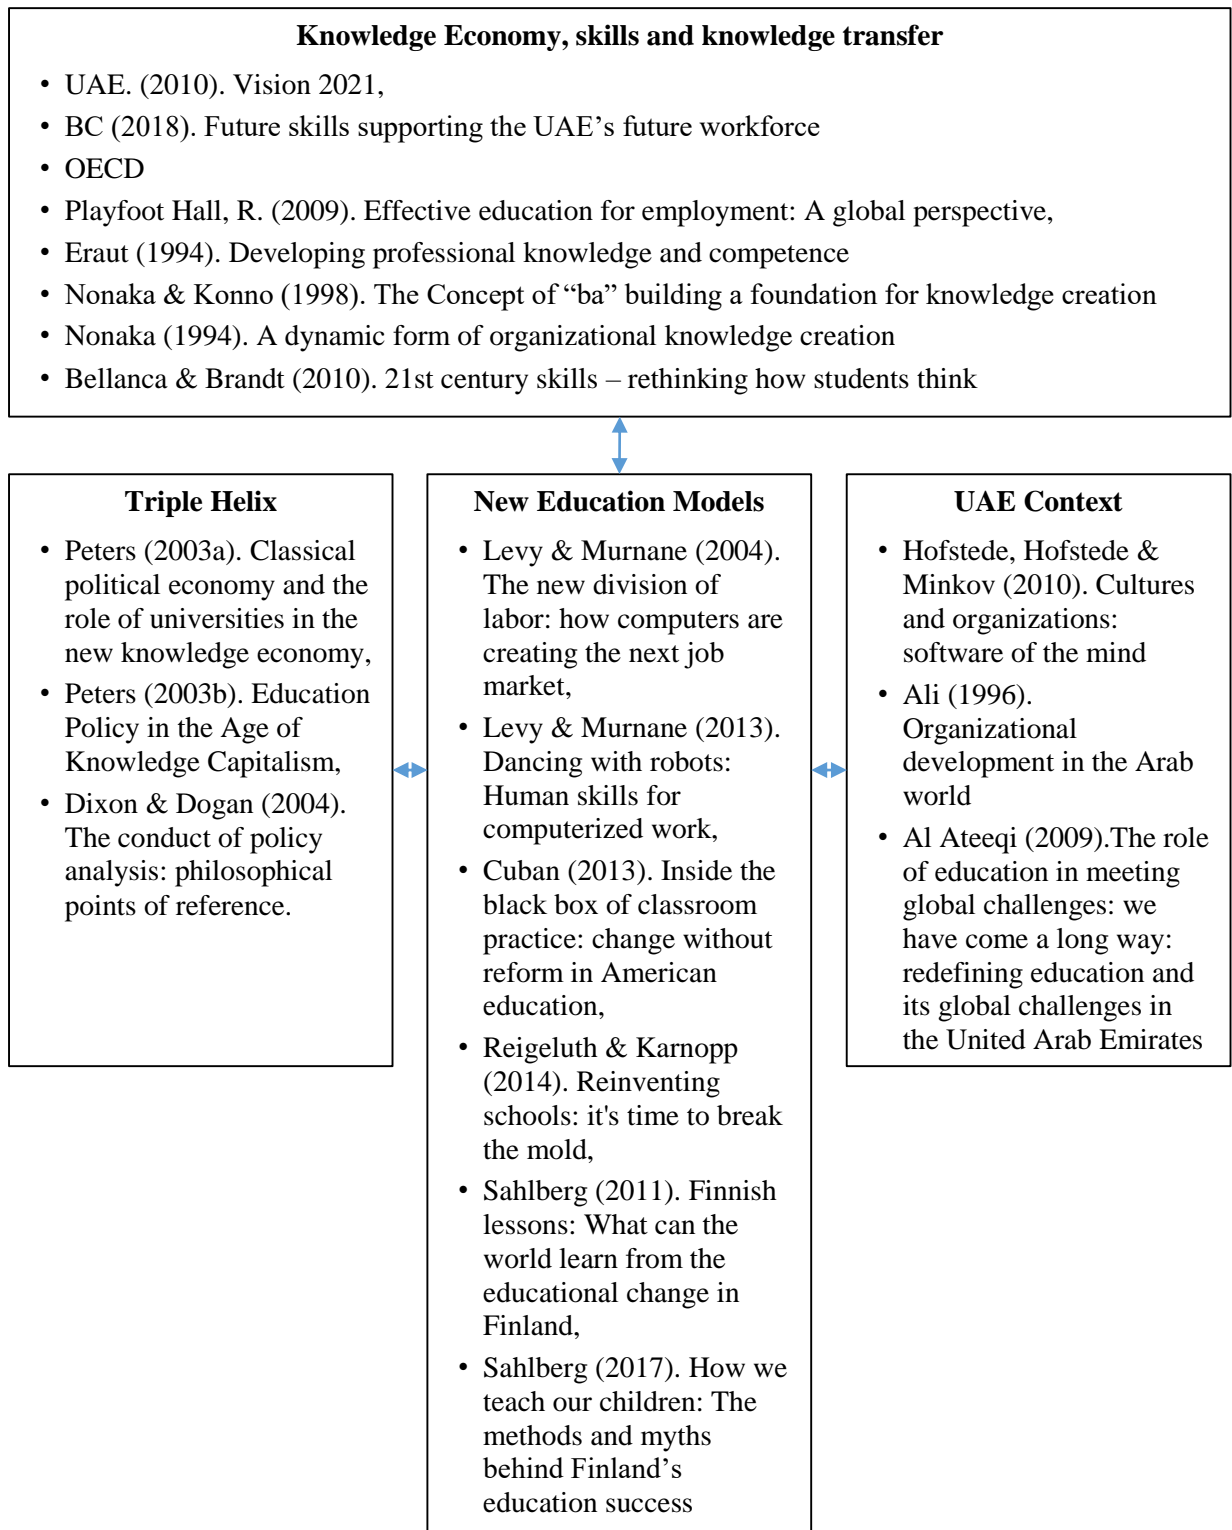 Knowledge Economy, skills and knowledge transfer
• UAE. (2010). Vision 2021,
• BC (2018). Future skills supporting the UAE’s future workforce
• OECD
• Playfoot Hall, R. (2009). Effective education for employment: A global perspective,
• Eraut (1994). Developing professional knowledge and competence
• Nonaka & Konno (1998). The Concept of “ba” building a foundation for knowledge creation
• Nonaka (1994). A dynamic form of organizational knowledge creation
• Bellanca & Brandt (2010). 21st century skills – rethinking how students think
Triple Helix
• Peters (2003a). Classical
political economy and the
role of universities in the
new knowledge economy,
• Peters (2003b). Education
Policy in the Age of
Knowledge Capitalism,
• Dixon & Dogan (2004).
The conduct of policy
analysis: philosophical
points of reference.
New Education Models
• Levy & Murnane (2004).
The new division of
labor: how computers are
creating the next job
market,
• Levy & Murnane (2013).
Dancing with robots:
Human skills for
computerized work,
• Cuban (2013). Inside the
black box of classroom
practice: change without
reform in American
education,
• Reigeluth & Karnopp
(2014). Reinventing
schools: it's time to break
the mold,
• Sahlberg (2011). Finnish
lessons: What can the
world learn from the
educational change in
Finland,
• Sahlberg (2017). How we
teach our children: The
methods and myths
behind Finland’s
education success
UAE Context
• Hofstede, Hofstede &
Minkov (2010). Cultures
and organizations:
software of the mind
• Ali (1996).
Organizational
development in the Arab
world
• Al Ateeqi (2009).The role
of education in meeting
global challenges: we
have come a long way:
redefining education and
its global challenges in
the United Arab Emirates